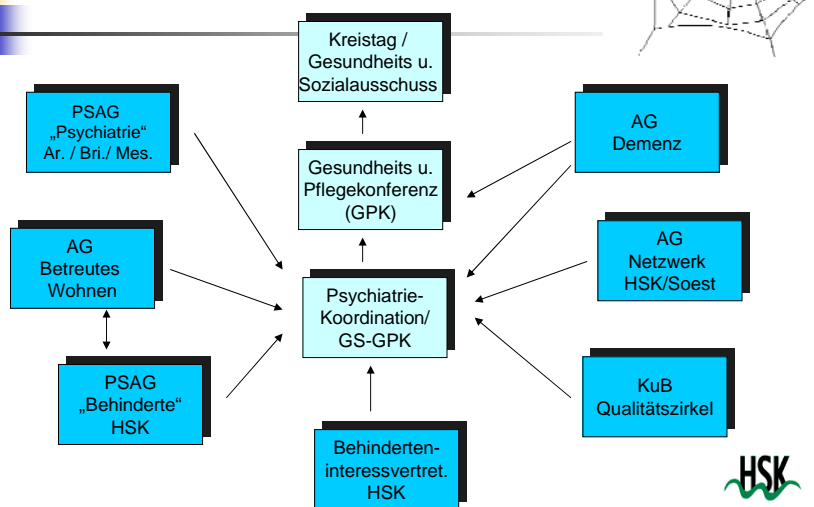 Kreistag /
Gesundheits u.
Sozialausschuss
PSAG
„Psychiatrie“
Ar. / Bri./ Mes.
AG
Demenz
Gesundheits u.
Pflegekonferenz
(GPK)
AG
Betreutes
Wohnen
AG
Netzwerk
HSK/Soest
Psychiatrie-
Koordination/
GS-GPK
PSAG
„Behinderte“
HSK
KuB
Qualitätszirkel
Behinderten-
interessvertret.
HSK
HSK